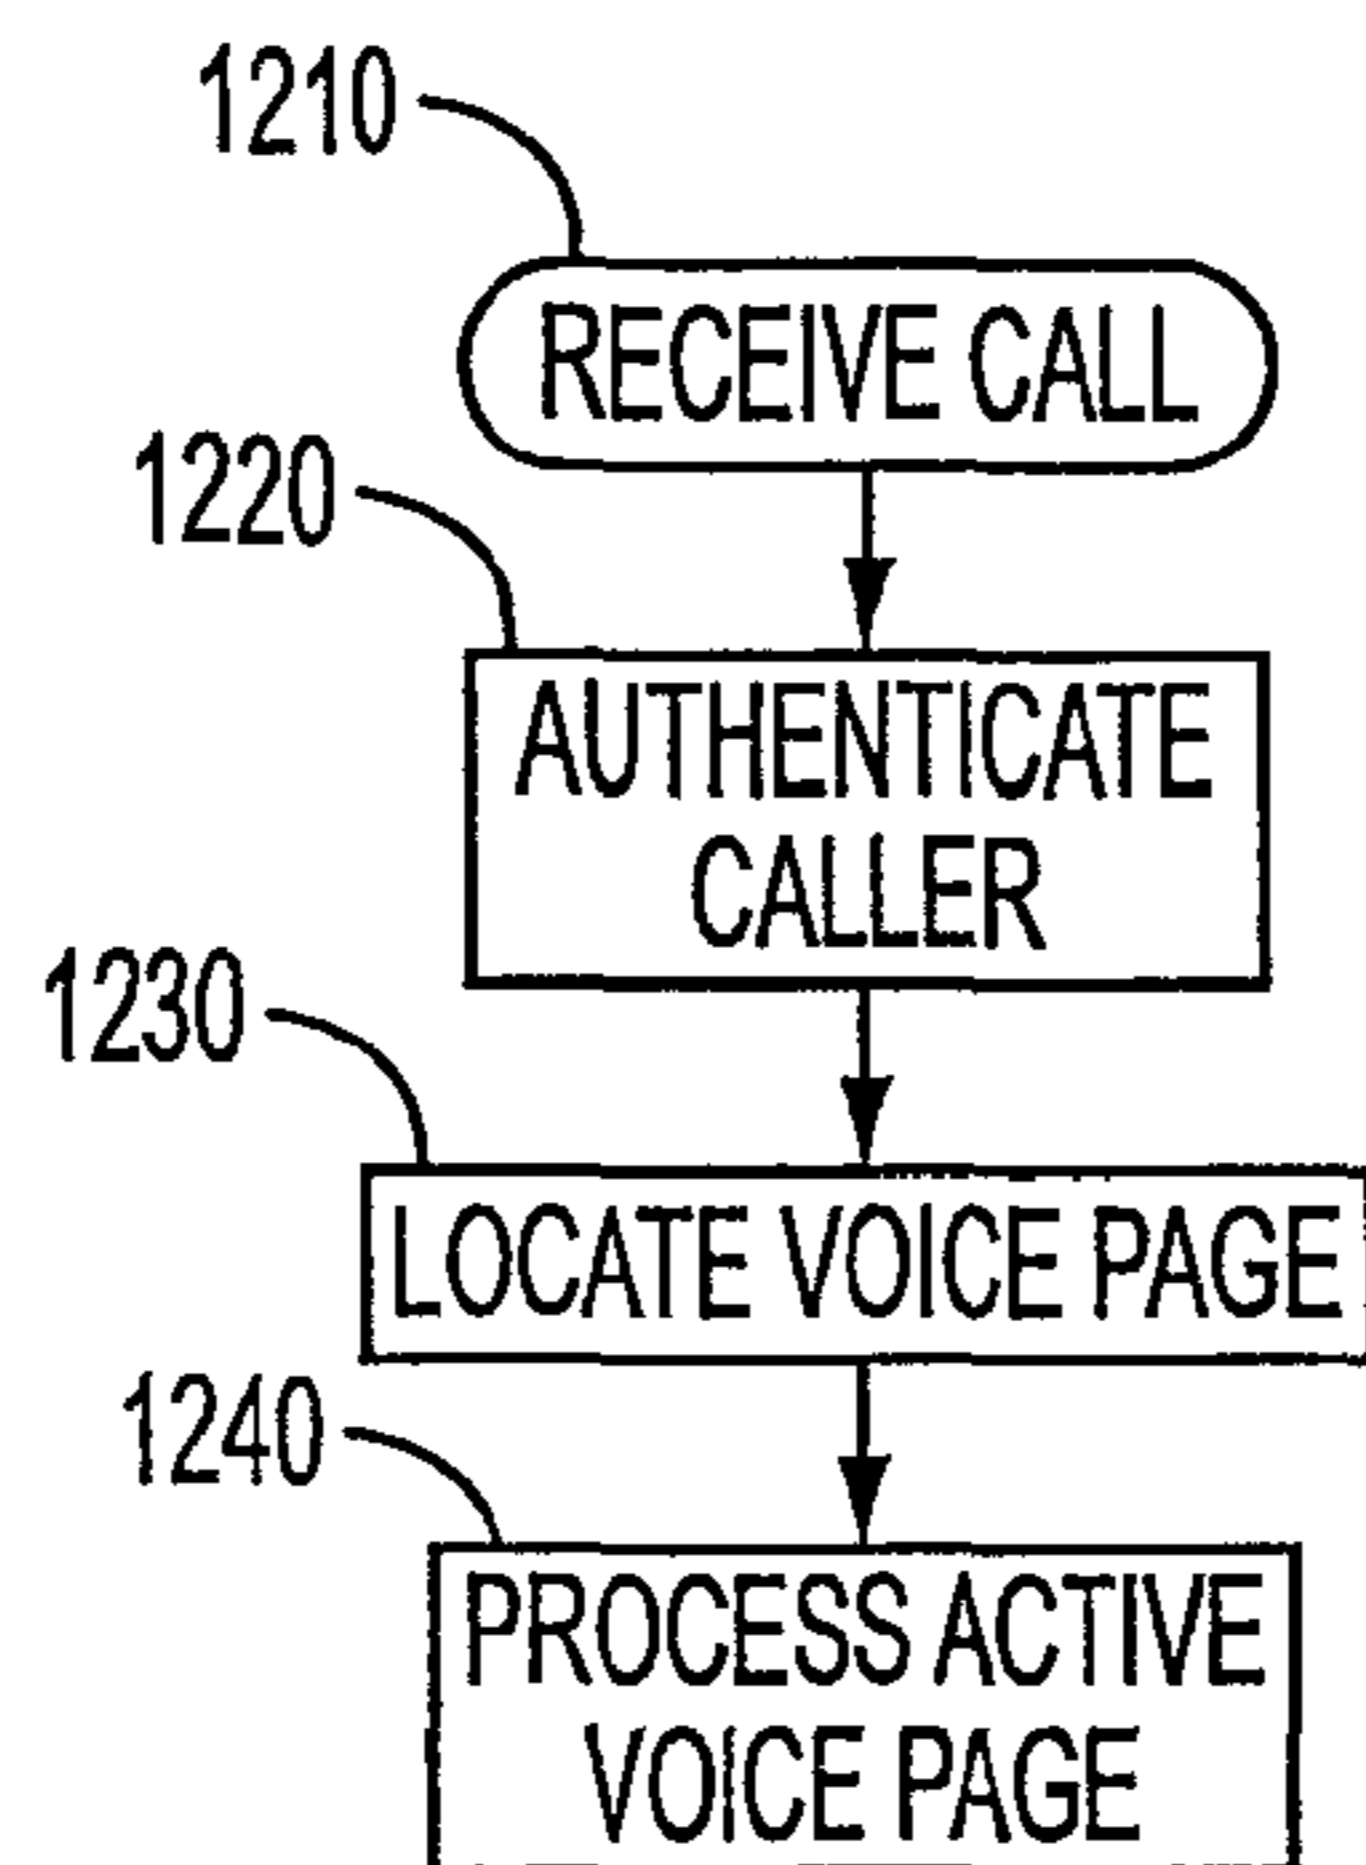 1210
RECEIVE CALL
1220
AUTHENTICATE
CALLER
1230
LOCATE VOICE PAGE
1240
PROCESS ACTIVE
VOICE PAGE